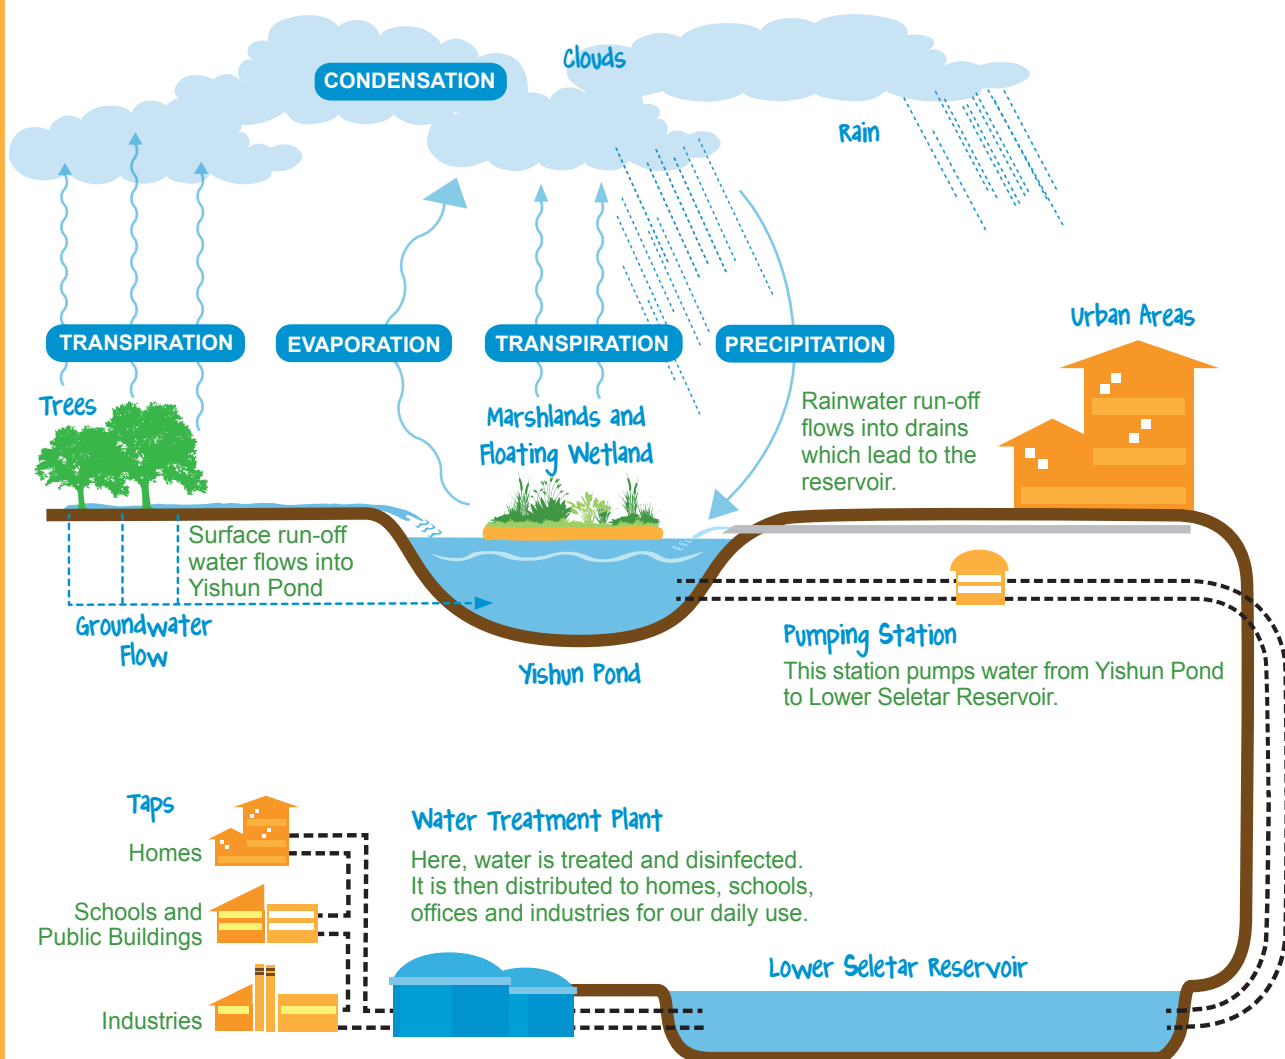 Clouds
CONDENSATION
Rain
TRANSPIRATION
EVAPORATION
TRANSPIRATION
PRECIPITATION
Urban Areas
Trees
Marshlands and
Floating Wetland
Rainwater run-off
flows into drains
which lead to the
reservoir.
Surface run-off
water flows into
Yishun Pond
Groundwater
Flow
Yishun Pond
Pumping Station
This station pumps water from Yishun Pond
to Lower Seletar Reservoir.
Taps
Homes
Schools and
Public Buildings
Industries
Water Treatment Plant
Here, water is treated and disinfected.
It is then distributed to homes, schools,
offices and industries for our daily use.
Lower Seletar Reservoir